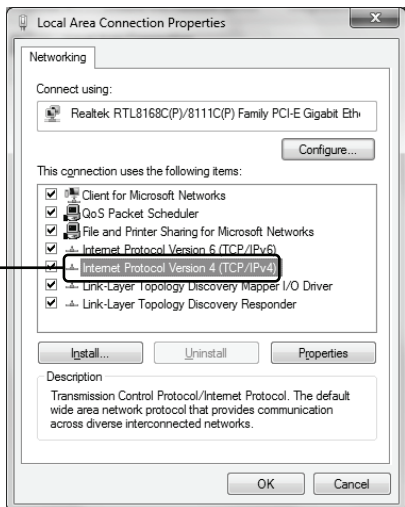 Local Area Connection Properties
X
Networking
Connect using:
Realtek RTL8168C(P)/8111C(P) Family PCI-E Gigabit Eth
Configure...
This connection uses the following items:
Client for Microsoft Networks
QoS Packet Scheduler
File and Printer Sharing for Microsoft Networks
Internet Protocol Version 6 (TCP/IPv6)
Internet Protocol Version 4 (TCP/IPv4)
Link-Layer Topology Discovery Mapper I/O Driver
Link-Layer Topology Discovery Responder
Install...
Uninstall
Properties
Description
Transmission Control Protocol/Internet Protocol. The default
wide area network protocol that provides communication
across diverse interconnected networks.
OK
Cancel